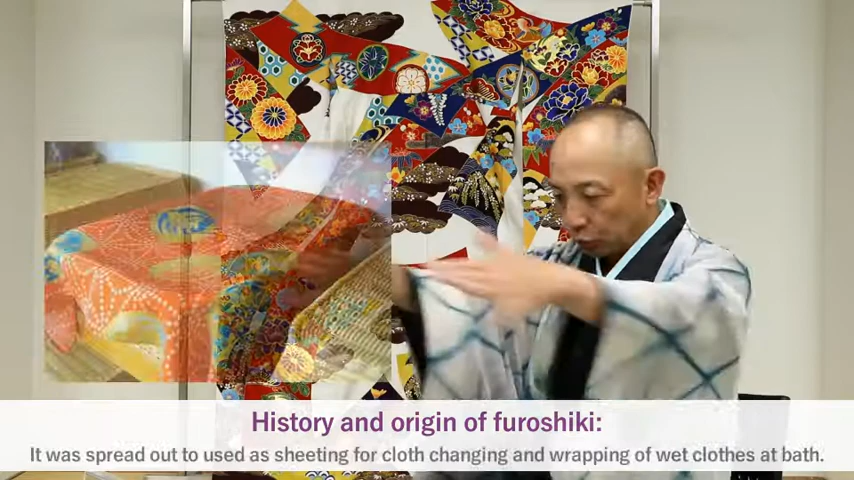 History and origin of furoshiki:
It was spread out to used as sheeting for cloth changing and wrapping of wet clothes at bath.